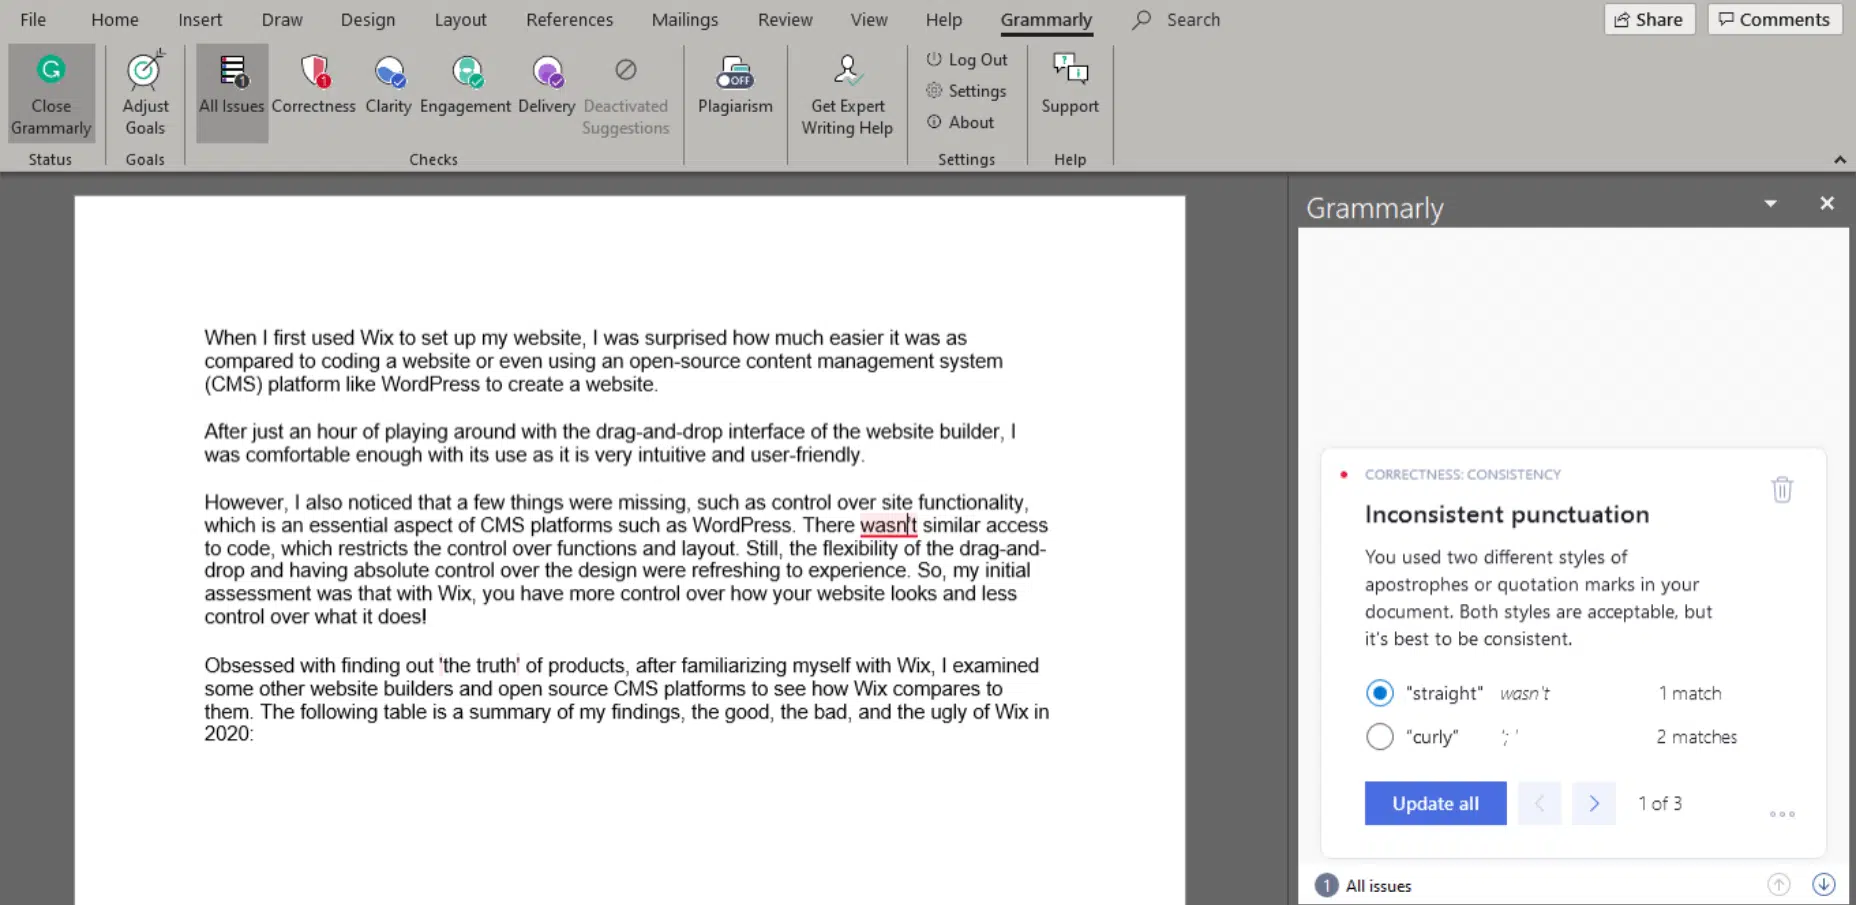 File Home Insert Draw Design Layout References Mailings Review View Help Grammarly Search Share Comments
Close Grammarly
Status
Adjust Goals
Goals
All Issues 1
Correctness 1
Clarity
Engagement
Delivery
Deactivated Suggestions
Checks
OFF
Plagiarism
Get Expert Writing Help
Log Out
Settings
About
Settings
Support
Help
When I first used Wix to set up my website, I was surprised how much easier it was as
compared to coding a website or even using an open-source content management system
(CMS) platform like WordPress to create a website.
After just an hour of playing around with the drag-and-drop interface of the website builder, I
was comfortable enough with its use as it is very intuitive and user-friendly.
However, I also noticed that a few things were missing, such as control over site functionality,
which is an essential aspect of CMS platforms such as WordPress. There wasn't similar access
to code, which restricts the control over functions and layout. Still, the flexibility of the drag-and-
drop and having absolute control over the design were refreshing to experience. So, my initial
assessment was that with Wix, you have more control over how your website looks and less
control over what it does!
Obsessed with finding out 'the truth' of products, after familiarizing myself with Wix, I examined
some other website builders and open source CMS platforms to see how Wix compares to
them. The following table is a summary of my findings, the good, the bad, and the ugly of Wix in
2020:
Grammarly
CORRECTNESS: CONSISTENCY
Inconsistent punctuation
You used two different styles of
apostrophes or quotation marks in your
document. Both styles are acceptable, but
it's best to be consistent.
"straight" wasn't 1 match
“curly” ‘; ’ 2 matches
Update all 1 of 3
1 All issues